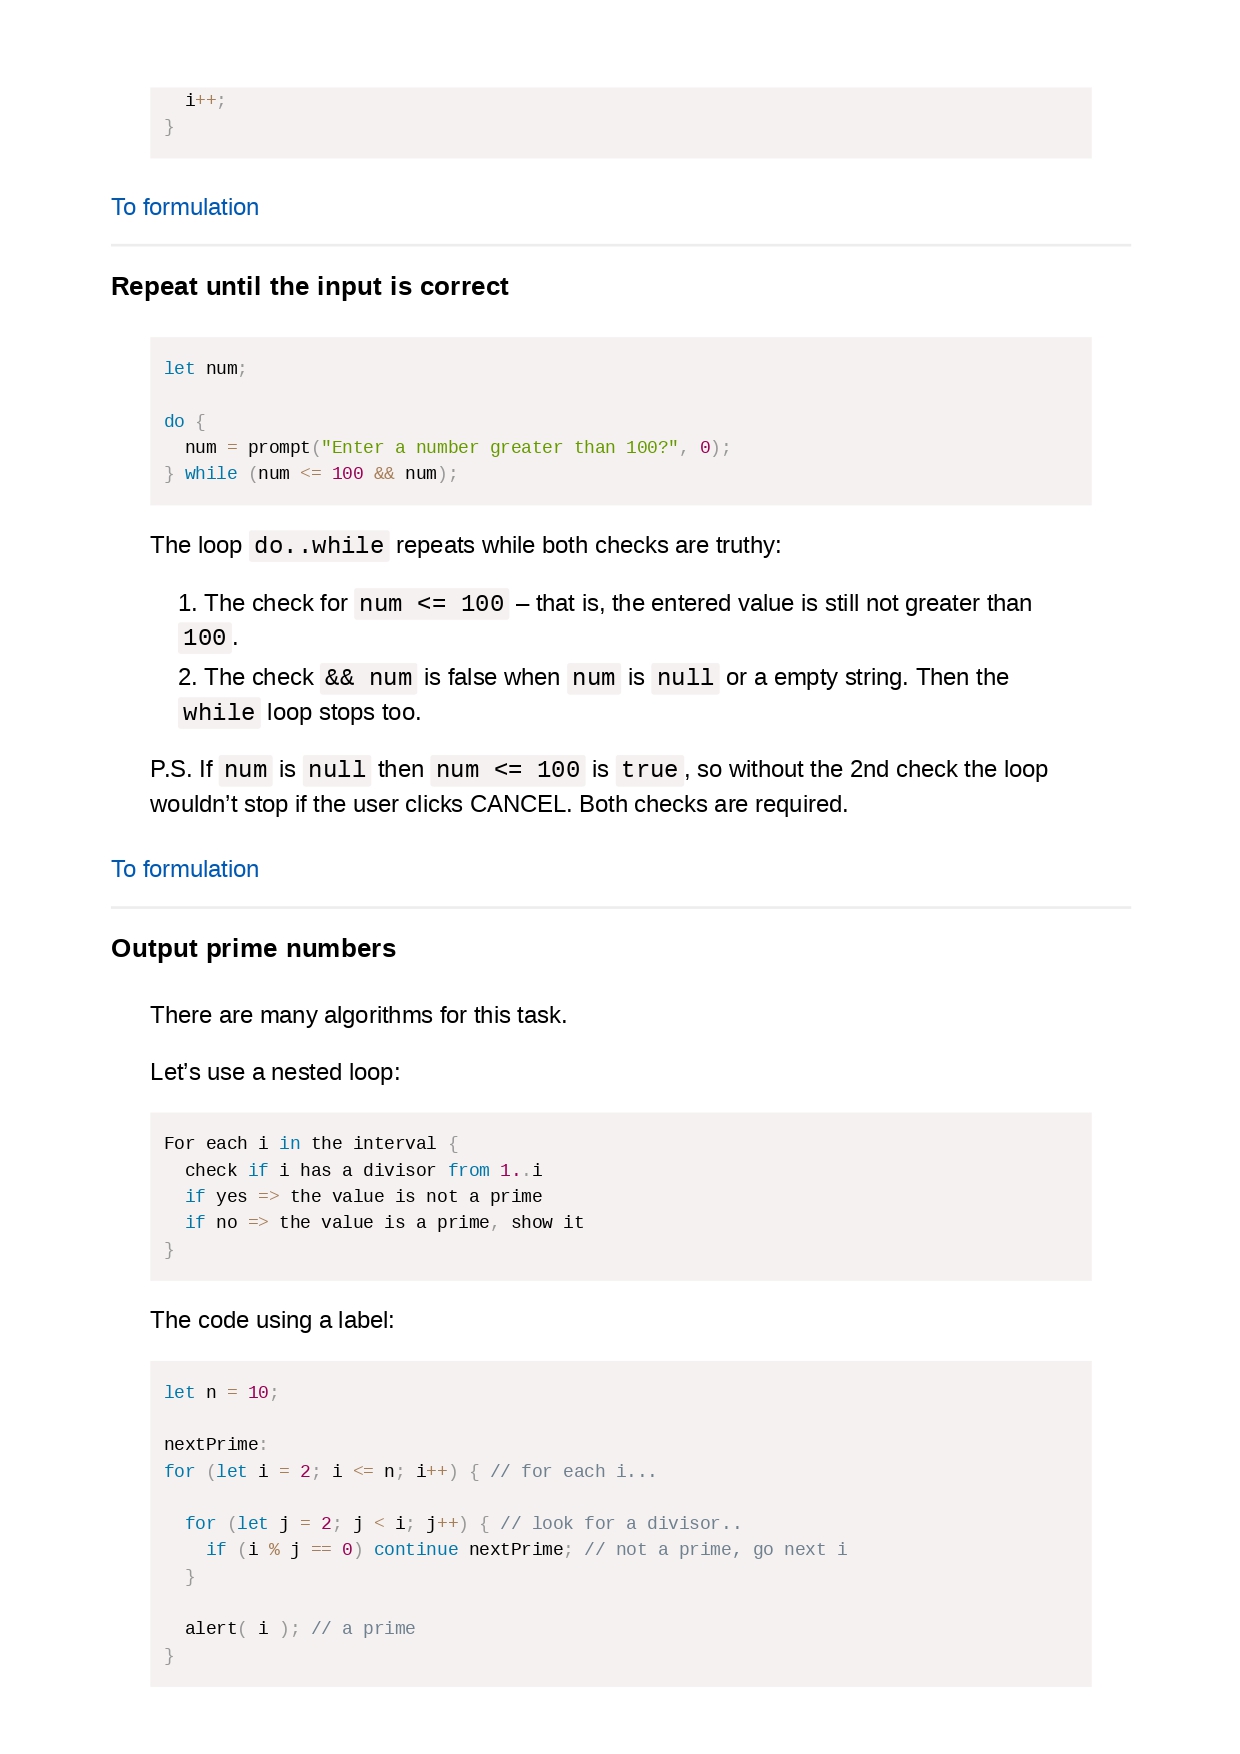 i++;
}
To formulation
Repeat until the input is correct
let num;
do {
  num = prompt("Enter a number greater than 100?", 0);
} while (num <= 100 && num);
The loop do..while repeats while both checks are truthy:
1. The check for num <= 100 – that is, the entered value is still not greater than
100.
2. The check && num is false when num is null or a empty string. Then the
while loop stops too.
P.S. If num is null then num <= 100 is true, so without the 2nd check the loop
wouldn’t stop if the user clicks CANCEL. Both checks are required.
To formulation
Output prime numbers
There are many algorithms for this task.
Let’s use a nested loop:
For each i in the interval {
  check if i has a divisor from 1..i
  if yes => the value is not a prime
  if no => the value is a prime, show it
}
The code using a label:
let n = 10;
nextPrime:
for (let i = 2; i <= n; i++) { // for each i...
  for (let j = 2; j < i; j++) { // look for a divisor..
    if (i % j == 0) continue nextPrime; // not a prime, go next i
  }
  alert( i ); // a prime
}